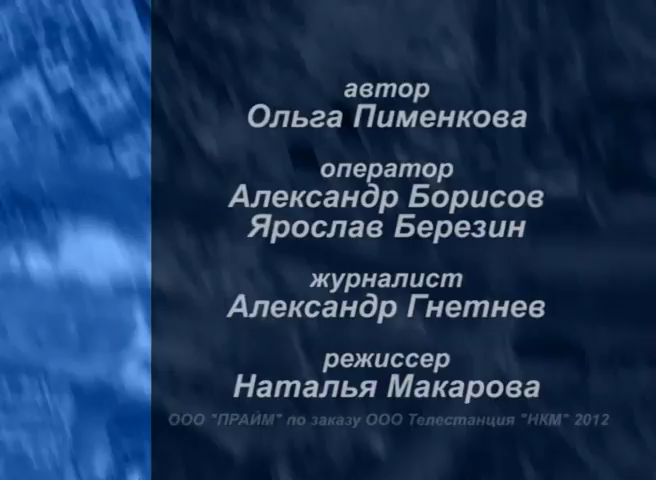 автор
Ольга Пименкова
оператор
Александр Борисов
Ярослав Березин
журналист
Александр Гнетнев
режиссер
Наталья Макарова
ООО "ПРАЙМ" по заказу ООО Телестанция "НКМ" 2012